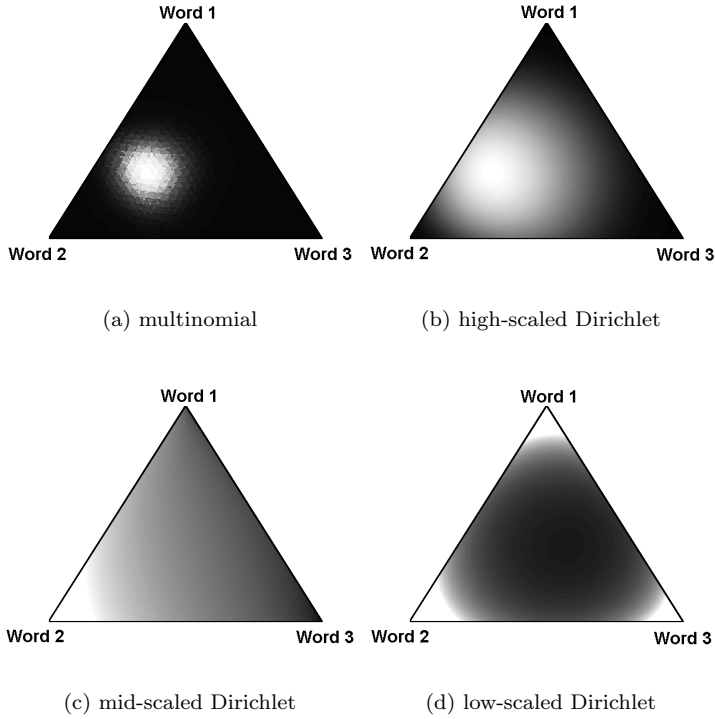 Word 1
Word 1
Word 2
Word 3
Word 2
Word 3
(a) multinomial
(b) high-scaled Dirichlet
Word 1
Word 1
Word 2
Word 3
Word 2
Word 3
(c) mid-scaled Dirichlet
(d) low-scaled Dirichlet